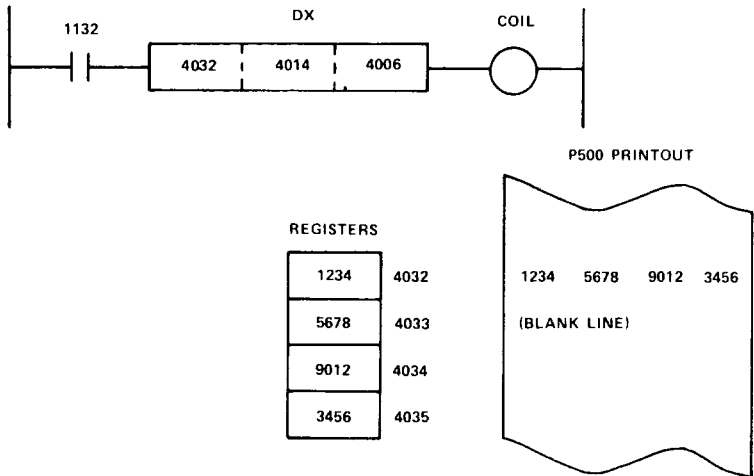 DX
COIL
1132
4032 4014 4006
P500 PRINTOUT
REGISTERS
1234 4032
5678 4033
9012 4034
3456 4035
1234 5678 9012 3456
(BLANK LINE)